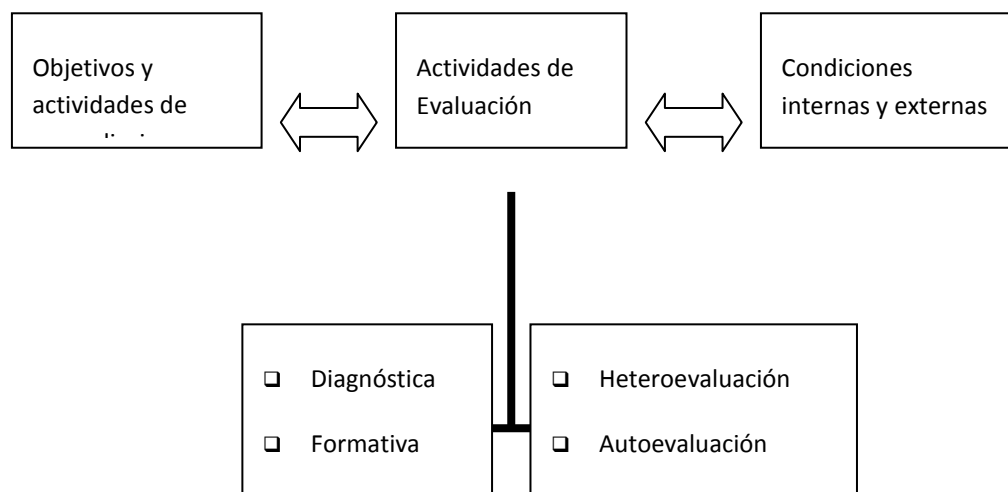 Objetivos y
actividades de
Actividades de
Evaluación
Condiciones
internas y externas
Diagnóstica
Formativa
Heteroevaluación
Autoevaluación